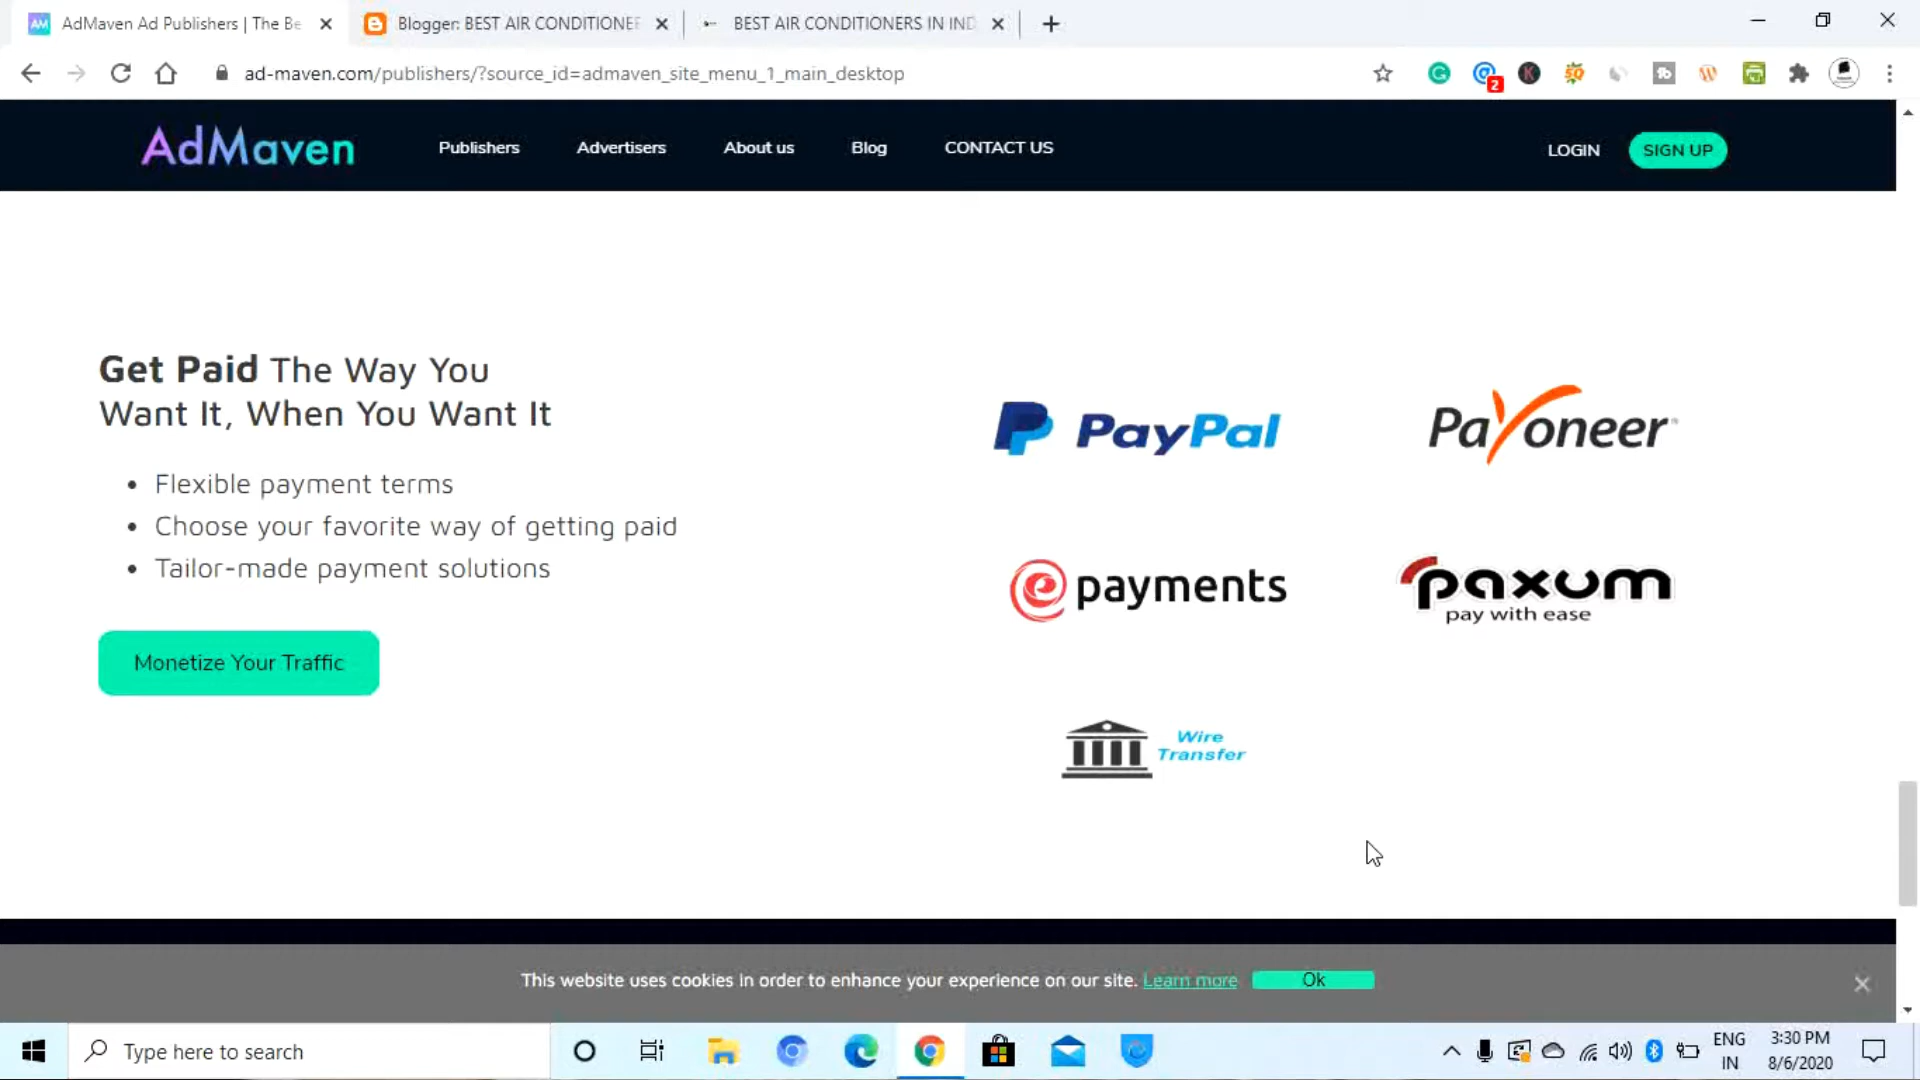 AdMaven Ad Publishers | The Be
Blogger: BEST AIR CONDITIONER
BEST AIR CONDITIONERS IN IND
ad-maven.com/publishers/?source_id=admaven_site_menu_1_main_desktop
2
AdMaven
Publishers
Advertisers
About us
Blog
CONTACT US
LOGIN
SIGN UP
Get Paid The Way You
Want It, When You Want It
• Flexible payment terms
• Choose your favorite way of getting paid
• Tailor-made payment solutions
Monetize Your Traffic
PayPal
Payoneer
epayments
paxum
pay with ease
Wire
Transfer
This website uses cookies in order to enhance your experience on our site. Learn more
Ok
Type here to search
ENG
IN
3:30 PM
8/6/2020